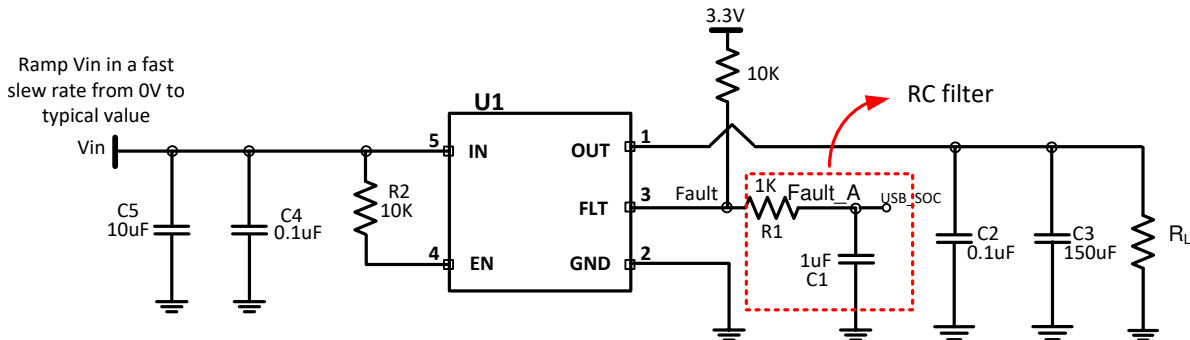 3.3V
Ramp Vin in a fast
slew rate from 0V to
typical value
Vin
10K
RC filter
U1
5
IN
OUT
1
R2
10K
C5
10uF
C4
0.1uF
3
FLT
Fault
1K
R1
Fault_A
USB_SOC
1uF
C1
4
EN
GND
2
C2
0.1uF
C3
150uF
RL